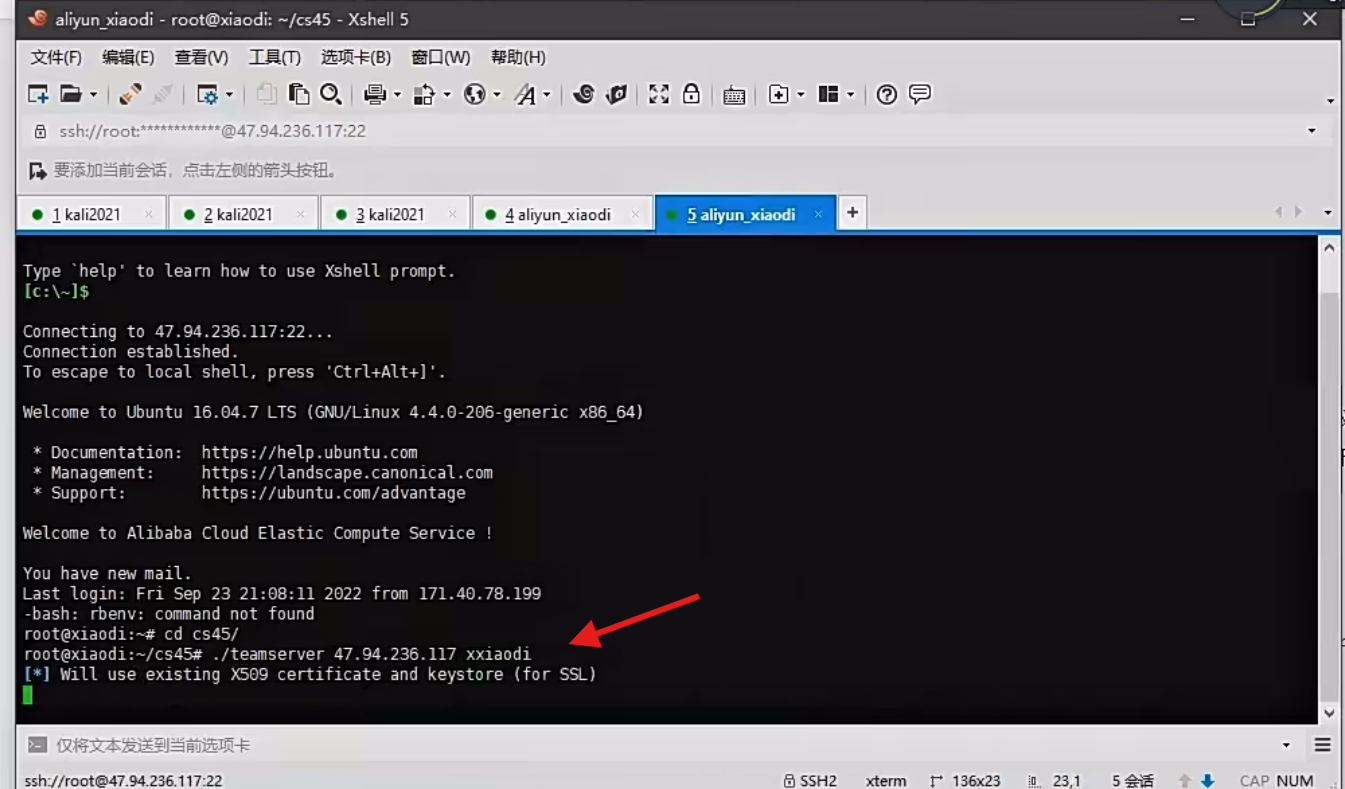 aliyun_xiaodi - root@xiaodi: ~/cs45 - Xshell 5
文件(F) 编辑(E) 查看(V) 工具(T) 选项卡(B) 窗口(W) 帮助(H)
ssh://root:************@47.94.236.117:22
要添加当前会话，点击左侧的箭头按钮。
1 kali2021 × 2 kali2021 × 3 kali2021 × 4 aliyun_xiaodi × 5 aliyun_xiaodi × +
Type `help' to learn how to use Xshell prompt.
[c:\~]$
Connecting to 47.94.236.117:22...
Connection established.
To escape to local shell, press 'Ctrl+Alt+]'.
Welcome to Ubuntu 16.04.7 LTS (GNU/Linux 4.4.0-206-generic x86_64)
* Documentation: https://help.ubuntu.com
* Management: https://landscape.canonical.com
* Support: https://ubuntu.com/advantage
Welcome to Alibaba Cloud Elastic Compute Service !
You have new mail.
Last login: Fri Sep 23 21:08:11 2022 from 171.40.78.199
-bash: rbenv: command not found
root@xiaodi:~# cd cs45/
root@xiaodi:~/cs45# ./teamserver 47.94.236.117 xxiaodi
[*] Will use existing X509 certificate and keystore (for SSL)
仅将文本发送到当前选项卡
ssh://root@47.94.236.117:22 SSH2 xterm 136x23 23,1 5 会话 CAP NUM